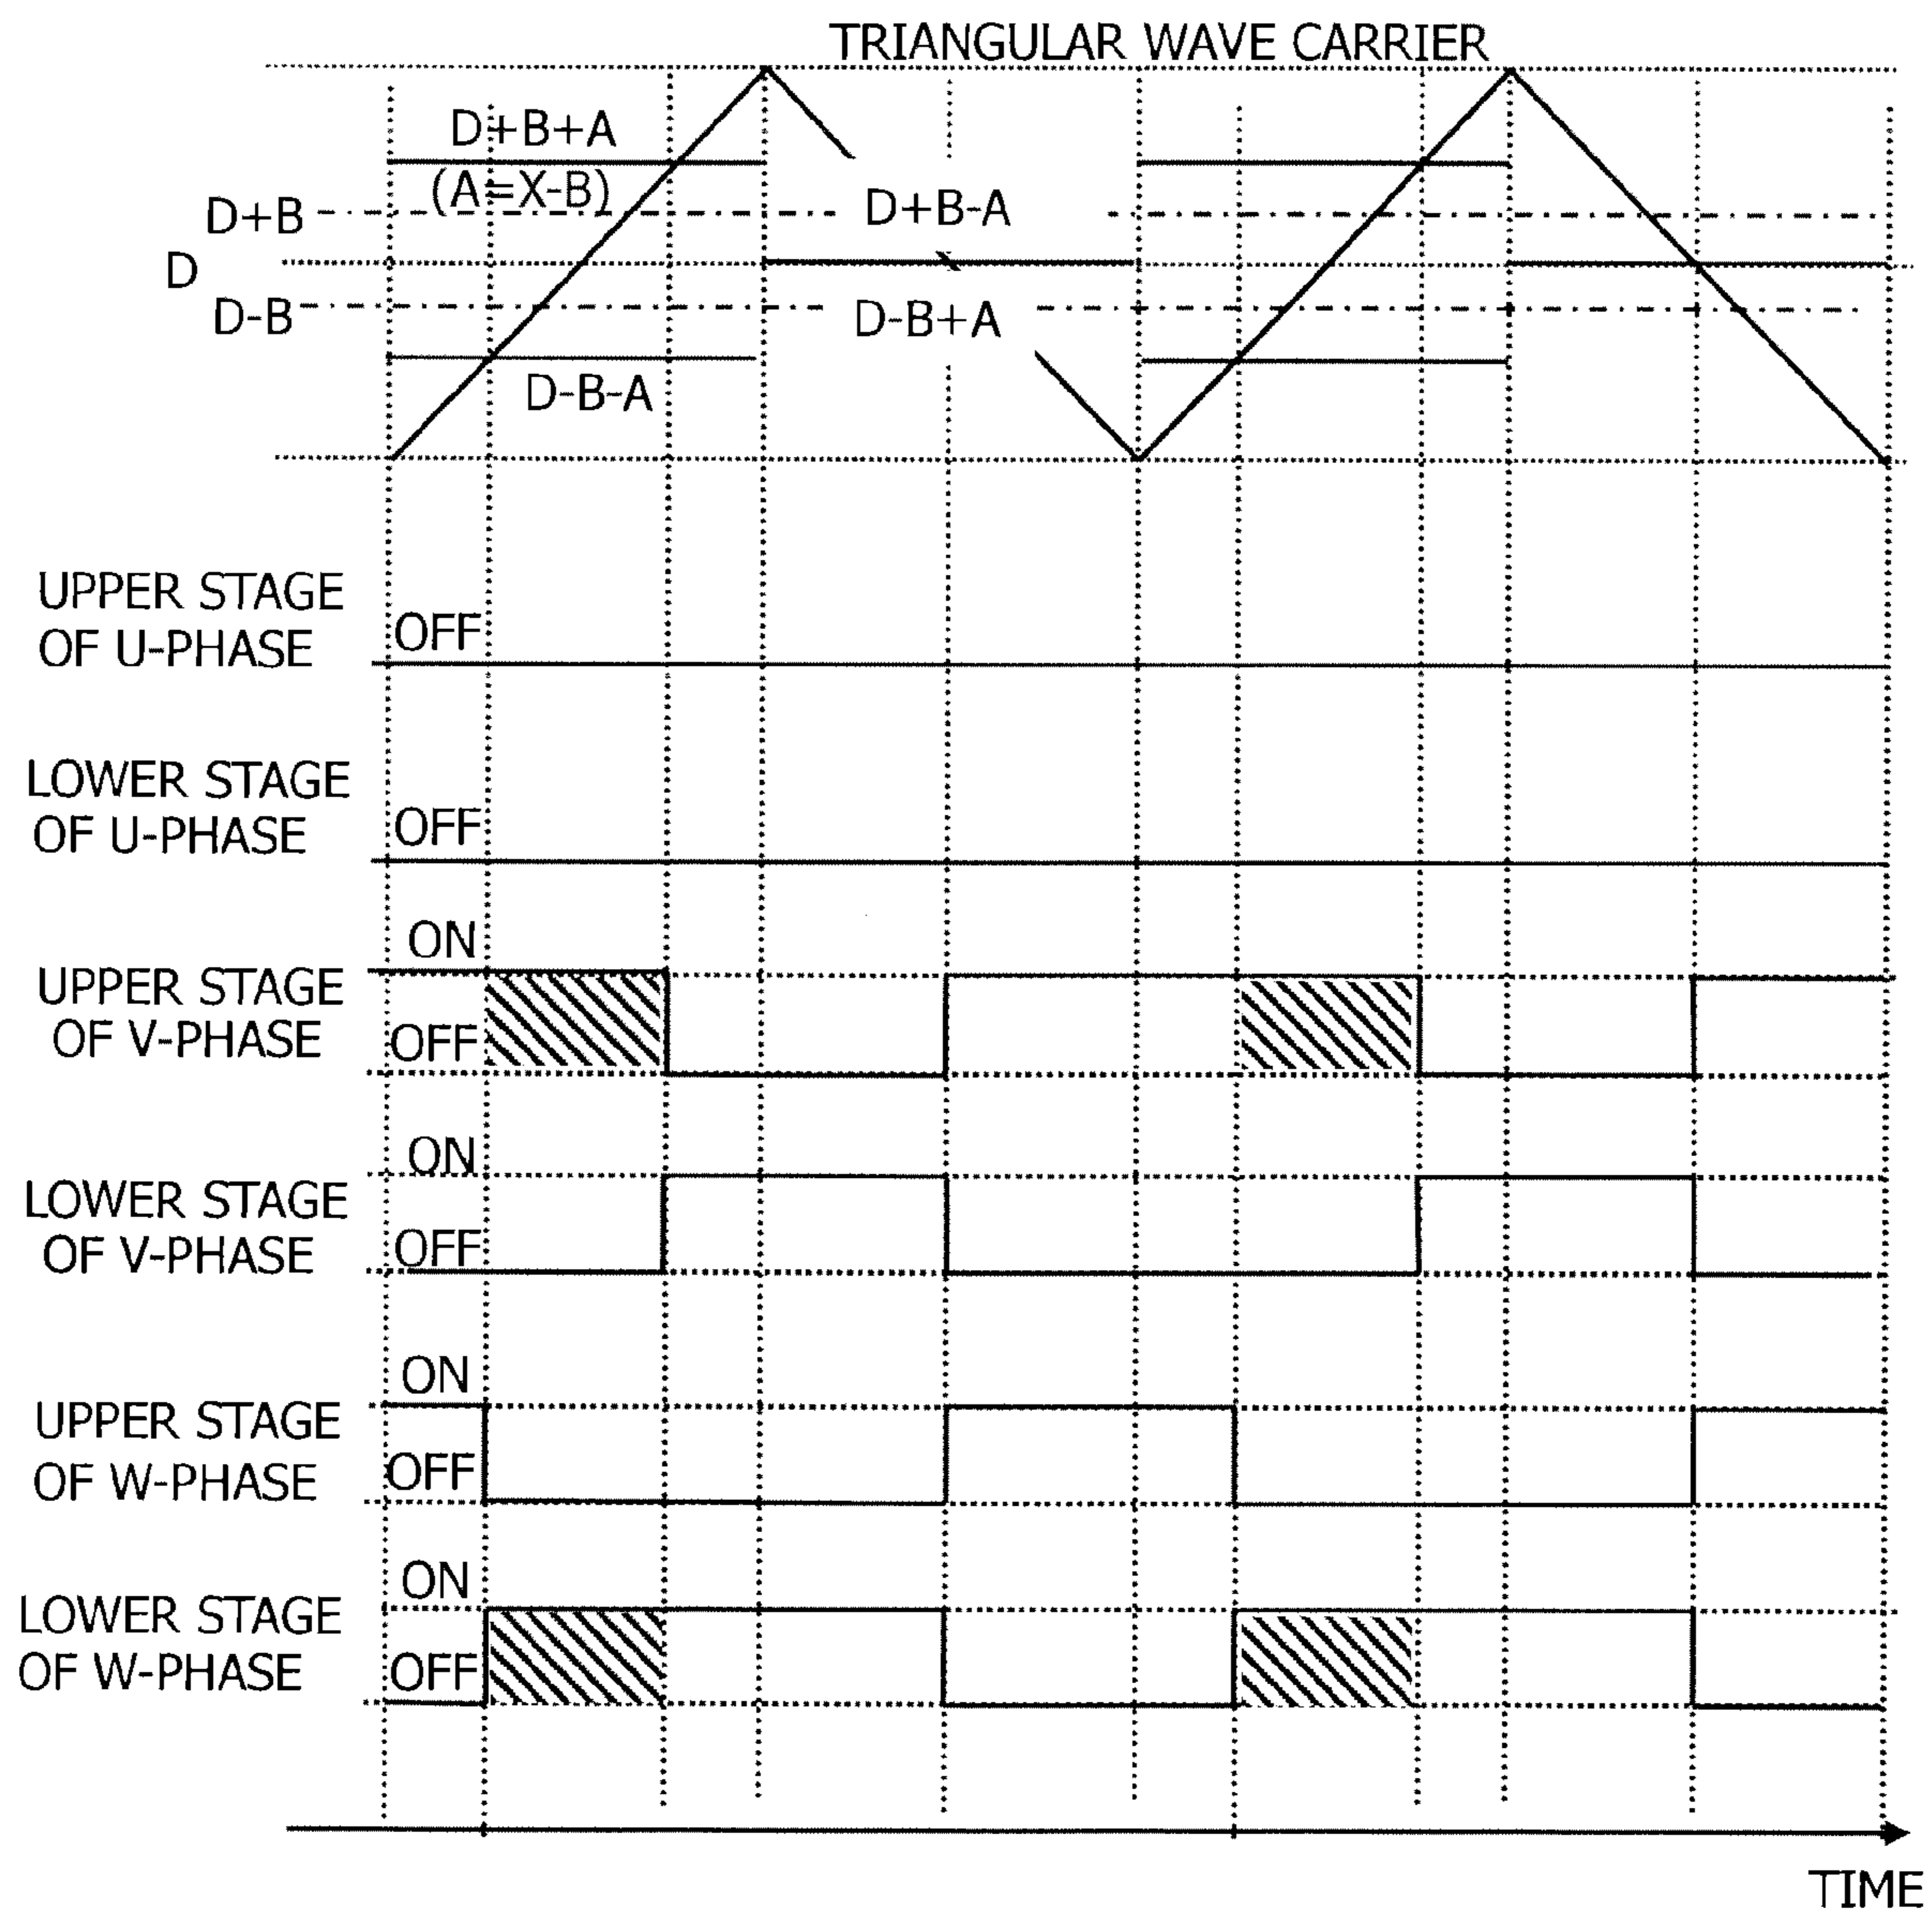 TRIANGULAR WAVE CARRIER
D+B+A
(A=X-B)
D+B
D+B-A
D
D-B
D-B+A
D-B-A
UPPER STAGE
OF U-PHASE
OFF
LOWER STAGE
OF U-PHASE
OFF
ON
UPPER STAGE
OF V-PHASE
OFF
ON
LOWER STAGE
OF V-PHASE
OFF
ON
UPPER STAGE
OF W-PHASE
OFF
ON
LOWER STAGE
OF W-PHASE
OFF
TIME